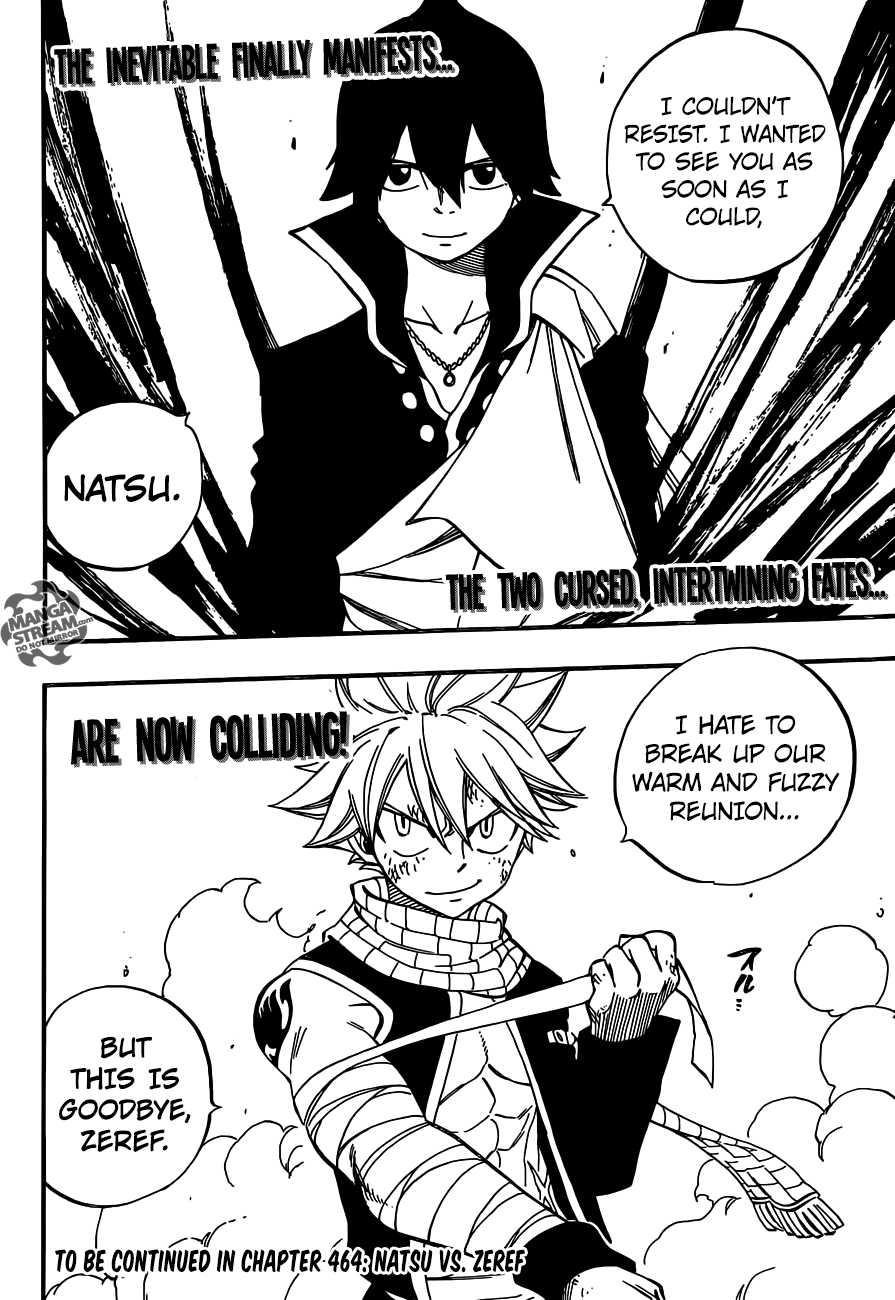 THE INEVITABLE FINALLY MANIFESTS...
I COULDN'T
RESIST. I WANTED
TO SEE YOU AS
SOON AS I
COULD,
NATSU.
THE TWO CURSED, INTERTWINING FATES...
MANGA
STREAM.com
DO NOT MIRROR
ARE NOW COLLIDING!
I HATE TO
BREAK UP OUR
WARM AND FUZZY
REUNION...
BUT
THIS IS
GOODBYE,
ZEREF.
TO BE CONTINUED IN CHAPTER 464: NATSU VS. ZEREF